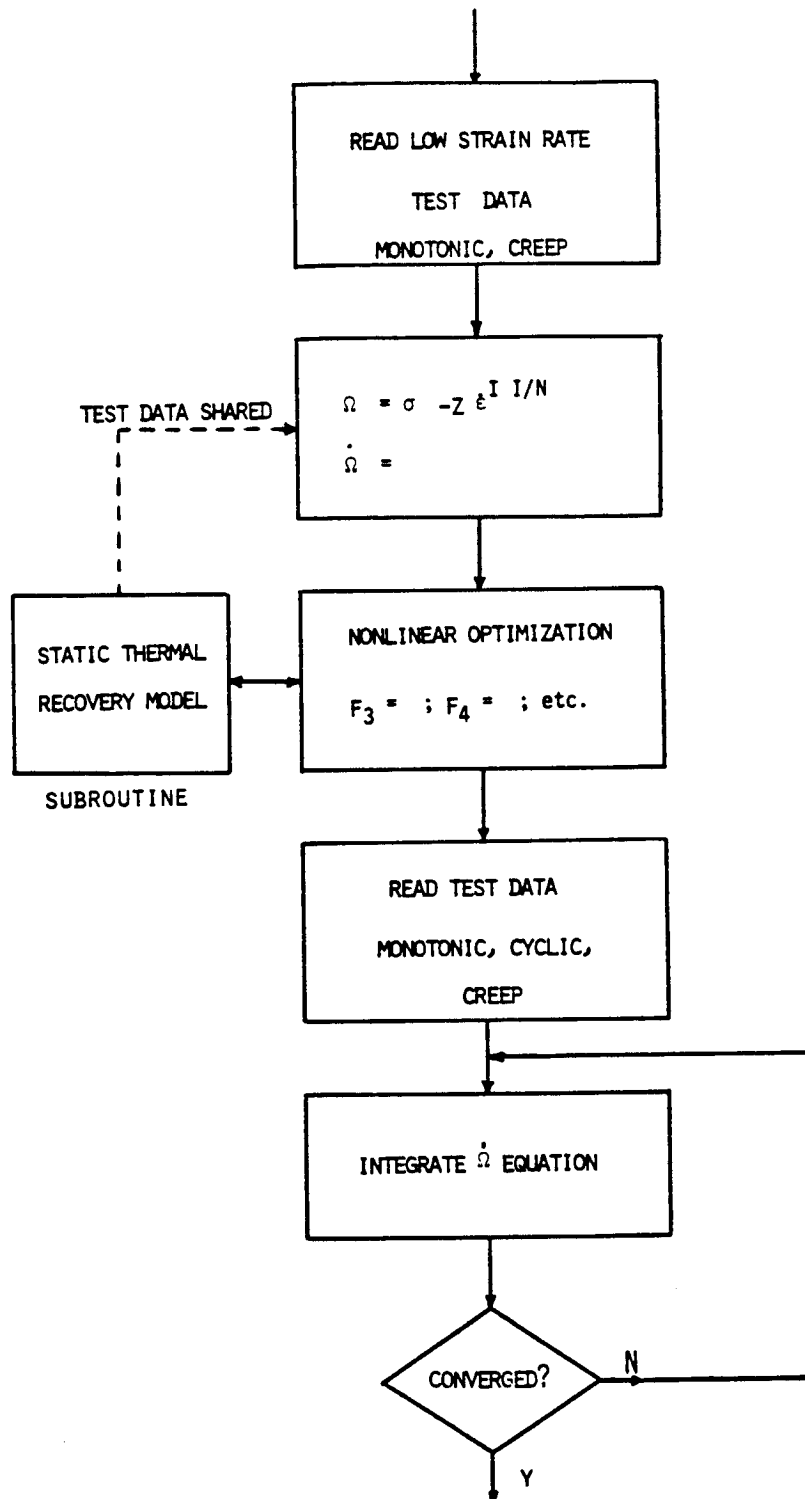 READ LOW STRAIN RATE
TEST DATA
MONOTONIC, CREEP
TEST DATA SHARED
Ω = σ -Z ε̇^I I/N
Ω̇ =
STATIC THERMAL
RECOVERY MODEL
SUBROUTINE
NONLINEAR OPTIMIZATION
F₃ = ; F₄ = ; etc.
READ TEST DATA
MONOTONIC, CYCLIC,
CREEP
INTEGRATE Ω̇ EQUATION
CONVERGED?
N
Y